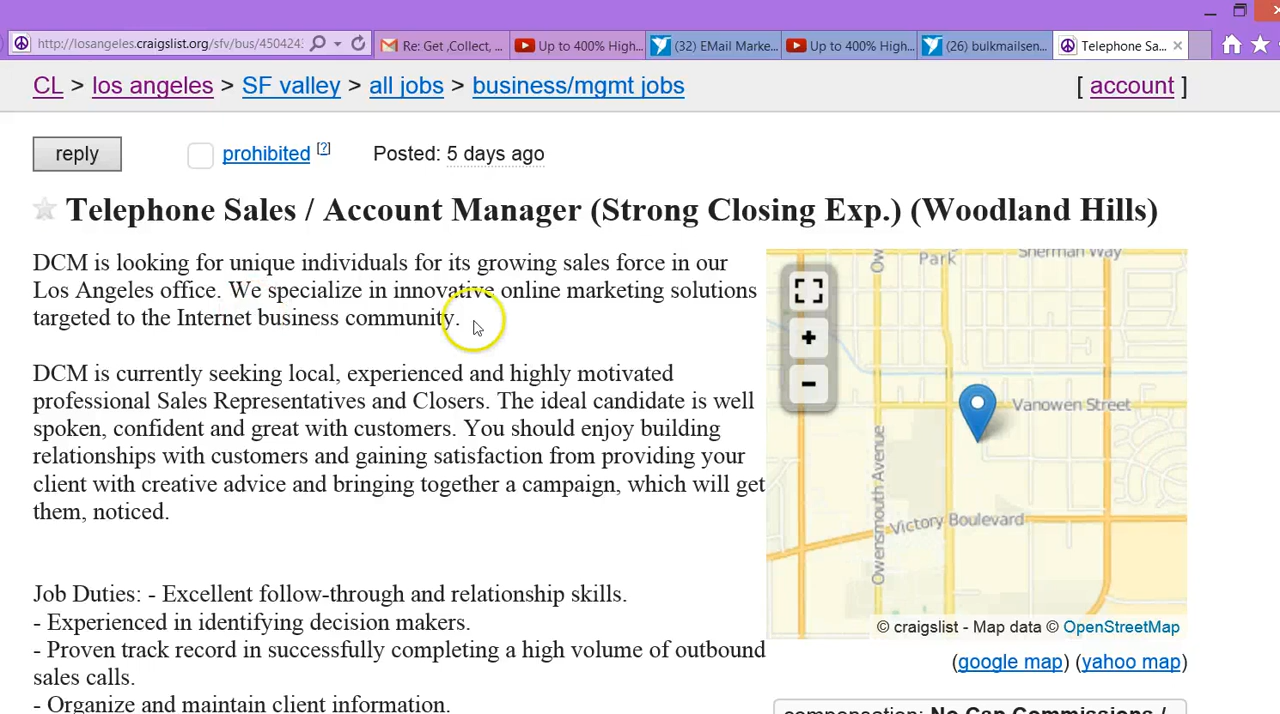 http://losangeles.craigslist.org/sfv/bus/450424
Re: Get ,Collect, ...
Up to 400% High...
(32) EMail Marke...
Up to 400% High...
(26) bulkmailsen...
Telephone Sa...
CL > los angeles > SF valley > all jobs > business/mgmt jobs
[ account ]
reply
prohibited [?]
Posted: 5 days ago
Telephone Sales / Account Manager (Strong Closing Exp.) (Woodland Hills)
DCM is looking for unique individuals for its growing sales force in our
Los Angeles office. We specialize in innovative online marketing solutions
targeted to the Internet business community.
DCM is currently seeking local, experienced and highly motivated
professional Sales Representatives and Closers. The ideal candidate is well
spoken, confident and great with customers. You should enjoy building
relationships with customers and gaining satisfaction from providing your
client with creative advice and bringing together a campaign, which will get
them, noticed.
Job Duties: - Excellent follow-through and relationship skills.
- Experienced in identifying decision makers.
- Proven track record in successfully completing a high volume of outbound
sales calls.
- Organize and maintain client information.
Ow
Park
Sherman Way
+
-
Vanowen Street
Owensmouth Avenue
Victory Boulevard
© craigslist - Map data © OpenStreetMap
(google map) (yahoo map)
compensation: No Cap Commissions /